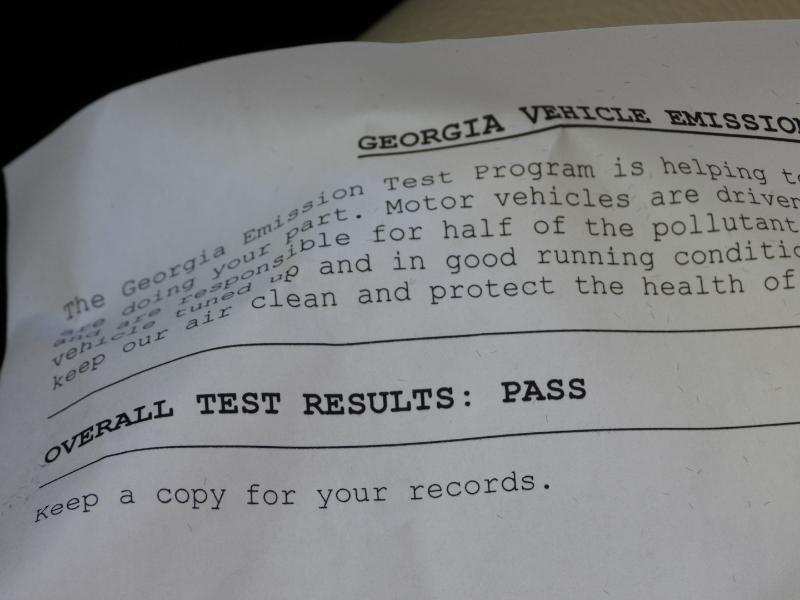 GEORGIA VEHICLE EMISSION
The Georgia Emission Test Program is helping to
are doing your part. Motor vehicles are driven
and are responsible for half of the pollutant
vehicle tuned up and in good running conditio
keep our air clean and protect the health of
OVERALL TEST RESULTS: PASS
Keep a copy for your records.